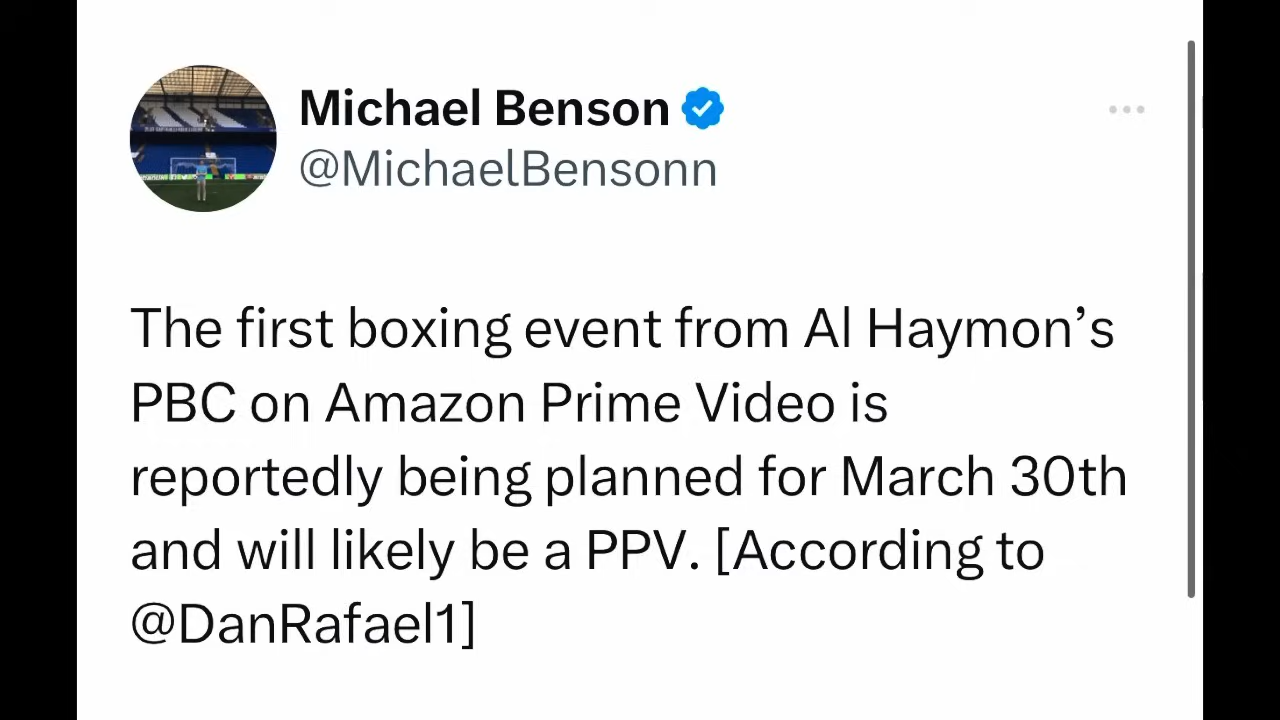 Michael Benson
@MichaelBensonn
The first boxing event from Al Haymon’s
PBC on Amazon Prime Video is
reportedly being planned for March 30th
and will likely be a PPV. [According to
@DanRafael1]